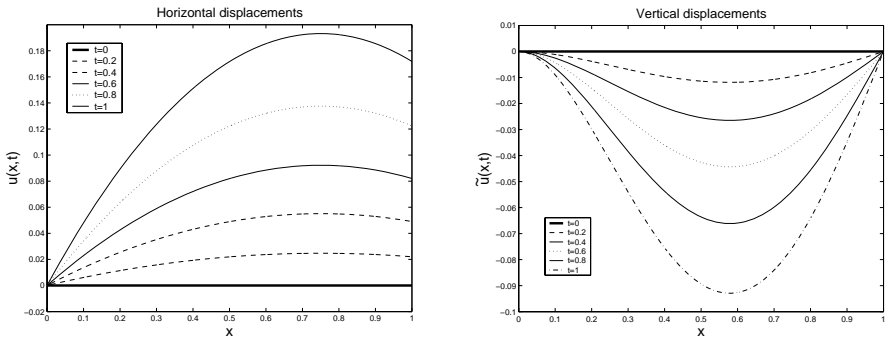 Horizontal displacements
0.18
0.16
0.14
0.12
0.1
0.08
0.06
0.04
0.02
0
−0.02
u(x,t)
t=0
t=0.2
t=0.4
t=0.6
t=0.8
t=1
0 0.1 0.2 0.3 0.4 0.5 0.6 0.7 0.8 0.9 1
x
Vertical displacements
0.01
0
−0.01
−0.02
−0.03
−0.04
−0.05
−0.06
−0.07
−0.08
−0.09
−0.1
ũ(x,t)
t=0
t=0.2
t=0.4
t=0.6
t=0.8
t=1
0 0.1 0.2 0.3 0.4 0.5 0.6 0.7 0.8 0.9 1
x